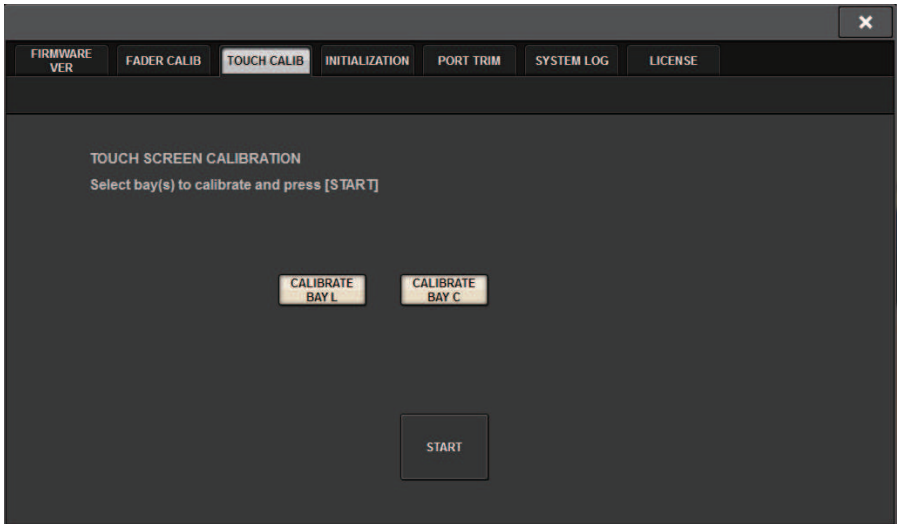 ×
FIRMWARE
VER
FADER CALIB
TOUCH CALIB
INITIALIZATION
PORT TRIM
SYSTEM LOG
LICENSE
TOUCH SCREEN CALIBRATION
Select bay(s) to calibrate and press [START]
CALIBRATE
BAY L
CALIBRATE
BAY C
START